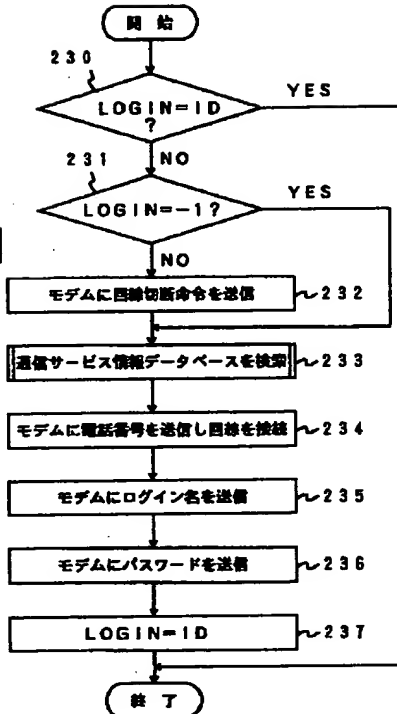 開始
230
LOGIN=ID
?
YES
NO
231
LOGIN=-1?
YES
NO
モデムに回線切断命令を送信
232
通信サービス情報データベースを検索
233
モデムに電話番号を送信し回線を接続
234
モデムにログイン名を送信
235
モデムにパスワードを送信
236
LOGIN=ID
237
終了